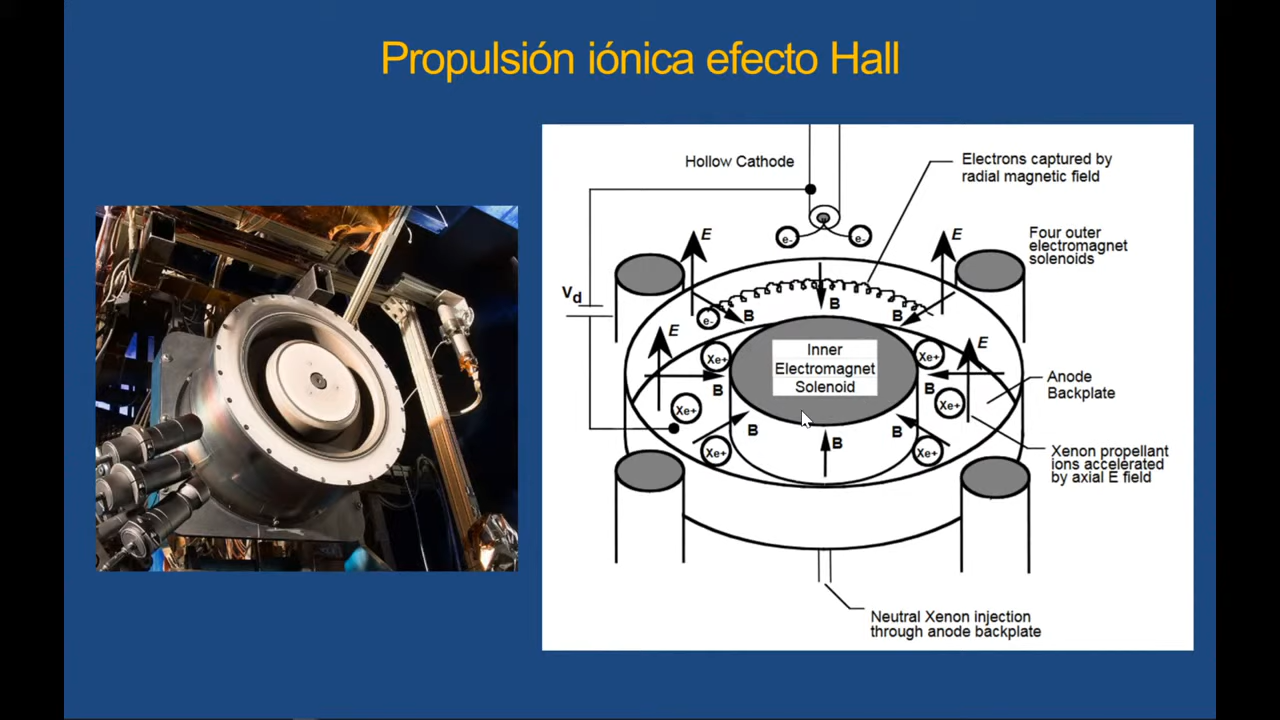 Propulsión iónica efecto Hall
Hollow Cathode
Electrons captured by
radial magnetic field
e-
e-
E
E
Four outer
electromagnet
solenoids
Vd
B
B
B
e-
E
E
Xe+
Xe+
Inner
Electromagnet
Solenoid
B
B
Anode
Backplate
Xe+
Xe+
B
B
B
Xe+
Xe+
Xenon propellant
ions accelerated
by axial E field
Neutral Xenon injection
through anode backplate